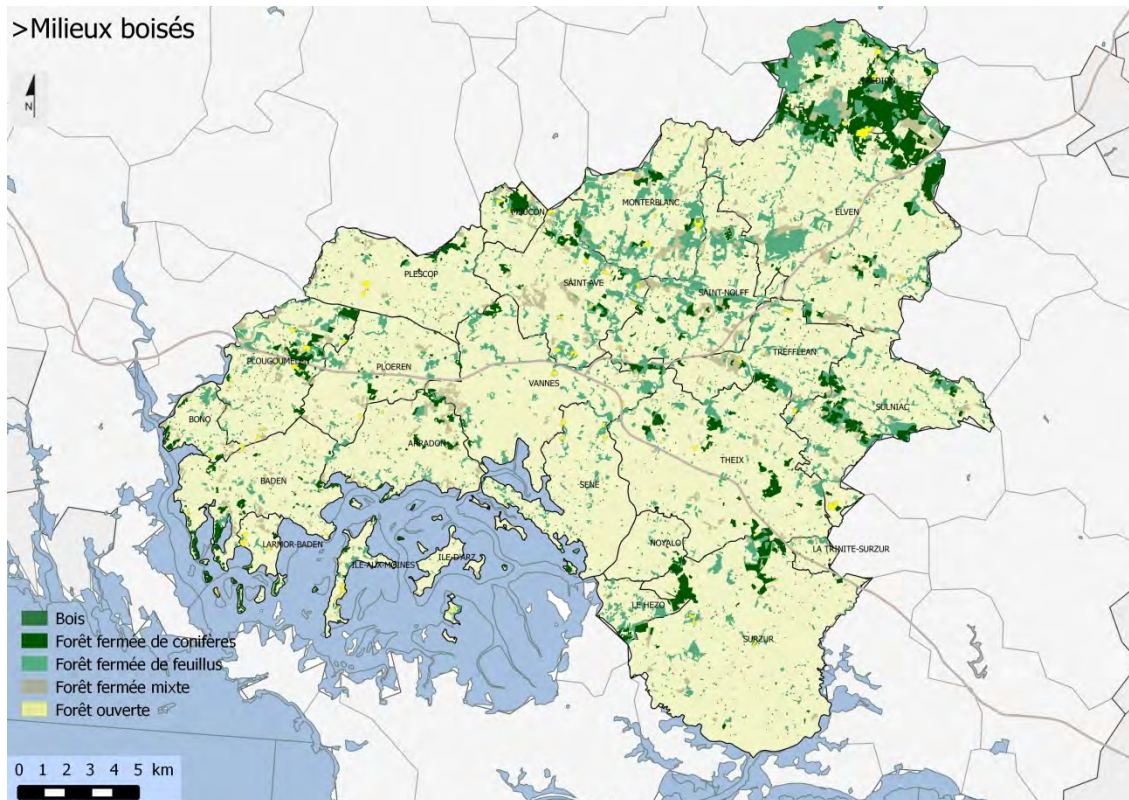 >Milieux boisés
N
TREDION
MONTERBLANC
ELVEN
MEUCON
PLESCOP
SAINT-AVE
SAINT-NOLFF
PLOUGOUMELEN
PLOEREN
TREFFLEAN
VANNES
SULNIAC
BONO
ARRADON
THEIX
BADEN
SENE
NOYALO
LARMOR-BADEN
ILE-D'ARZ
LA TRINITE-SURZUR
ILE-AUX-MOINES
LE HEZO
SURZUR
Bois
Forêt fermée de conifères
Forêt fermée de feuillus
Forêt fermée mixte
Forêt ouverte
0 1 2 3 4 5 km